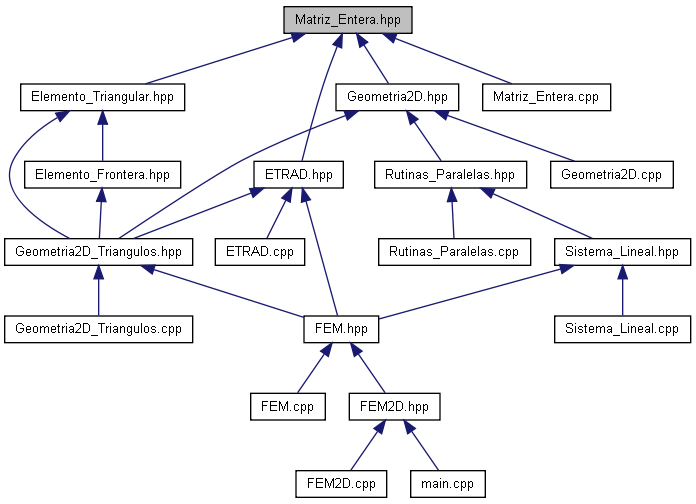 Matriz_Entera.hpp
Elemento_Triangular.hpp
Geometria2D.hpp
Matriz_Entera.cpp
Elemento_Frontera.hpp
ETRAD.hpp
Rutinas_Paralelas.hpp
Geometria2D.cpp
Geometria2D_Triangulos.hpp
ETRAD.cpp
Rutinas_Paralelas.cpp
Sistema_Lineal.hpp
Geometria2D_Triangulos.cpp
FEM.hpp
Sistema_Lineal.cpp
FEM.cpp
FEM2D.hpp
FEM2D.cpp
main.cpp